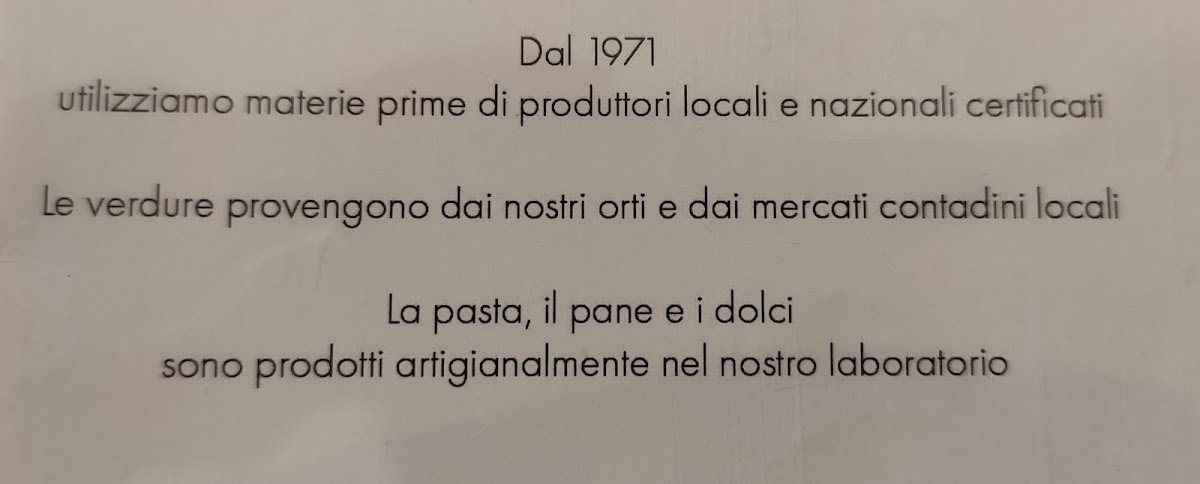 Dal 1971
utilizziamo materie prime di produttori locali e nazionali certificati
Le verdure provengono dai nostri orti e dai mercati contadini locali
La pasta, il pane e i dolci
sono prodotti artigianalmente nel nostro laboratorio